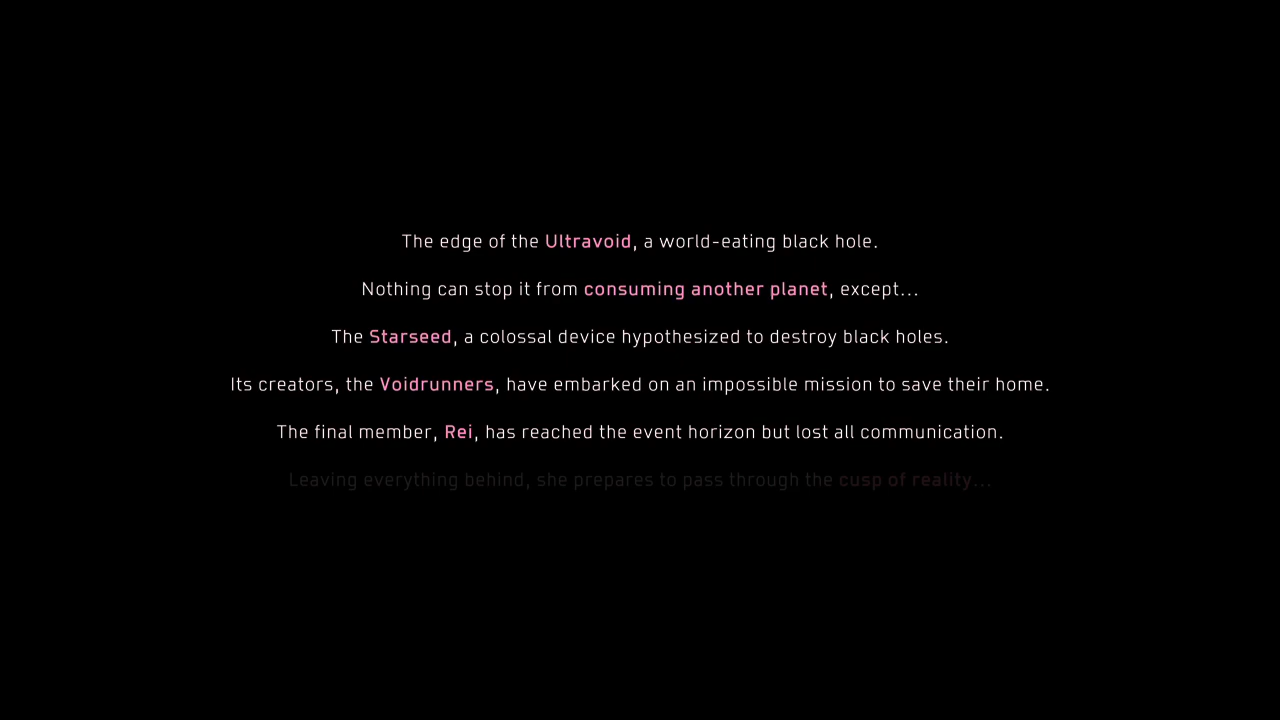 The edge of the Ultravoid, a world-eating black hole.
Nothing can stop it from consuming another planet, except...
The Starseed, a colossal device hypothesized to destroy black holes.
Its creators, the Voidrunners, have embarked on an impossible mission to save their home.
The final member, Rei, has reached the event horizon but lost all communication.
Leaving everything behind, she prepares to pass through the cusp of reality...